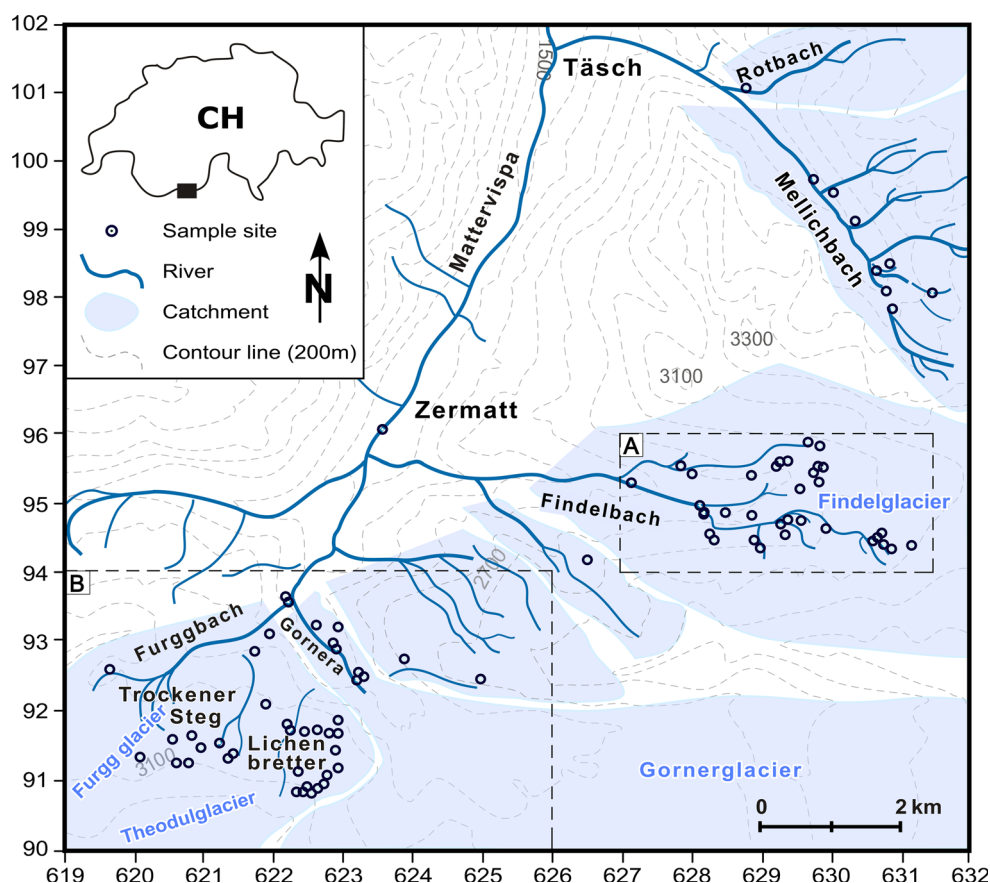 102
101
100
99
98
97
96
95
94
93
92
91
90
619
620
621
622
623
624
625
626
627
628
629
630
631
632
CH
Sample site
River
Catchment
Contour line (200m)
N
1500
Täsch
Rotbach
Mattervispa
Mellichbach
3300
3100
Zermatt
A
Findelbach
Findelglacier
B
2700
Furggbach
Gornera
Trockener
Steg
Furgg glacier
3100
Lichen
bretter
Theodulglacier
Gornerglacier
0 2 km